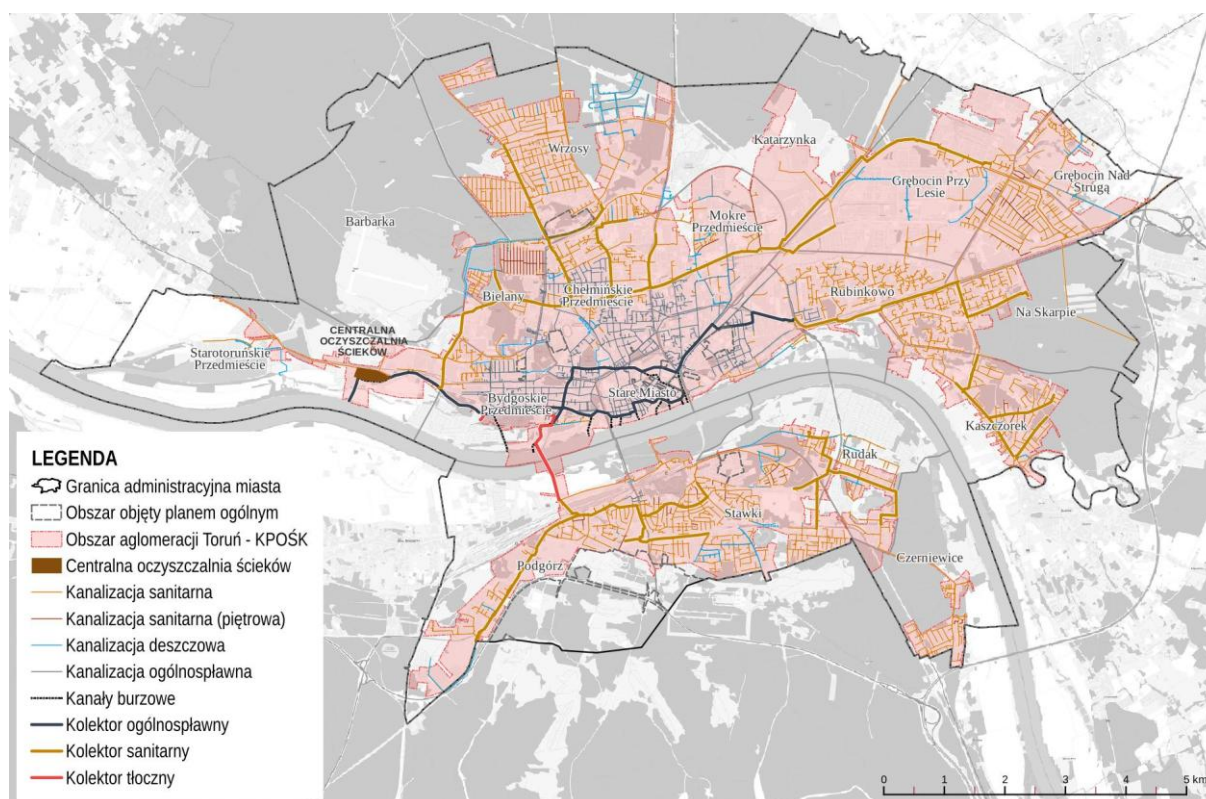 Wrzosy
Katarzynka
Grębocin Przy
Lesie
Grębocin Nad
Strugą
Mokre
Przedmieście
Barbarka
Chełmińskie
Przedmieście
Bielany
Rubinkowo
Na Skarpie
CENTRALNA
OCZYSZCZALNIA
ŚCIEKÓW
Starotoruńskie
Przedmieście
Bydgoskie
Przedmieście
Stare Miasto
Kaszczorek
Rudak
Stawki
Czerniewice
Podgórz
LEGENDA
Granica administracyjna miasta
Obszar objęty planem ogólnym
Obszar aglomeracji Toruń - KPOŚK
Centralna oczyszczalnia ścieków
Kanalizacja sanitarna
Kanalizacja sanitarna (piętrowa)
Kanalizacja deszczowa
Kanalizacja ogólnospławna
Kanały burzowe
Kolektor ogólnospławny
Kolektor sanitarny
Kolektor tłoczny
0 1 2 3 4 5 km